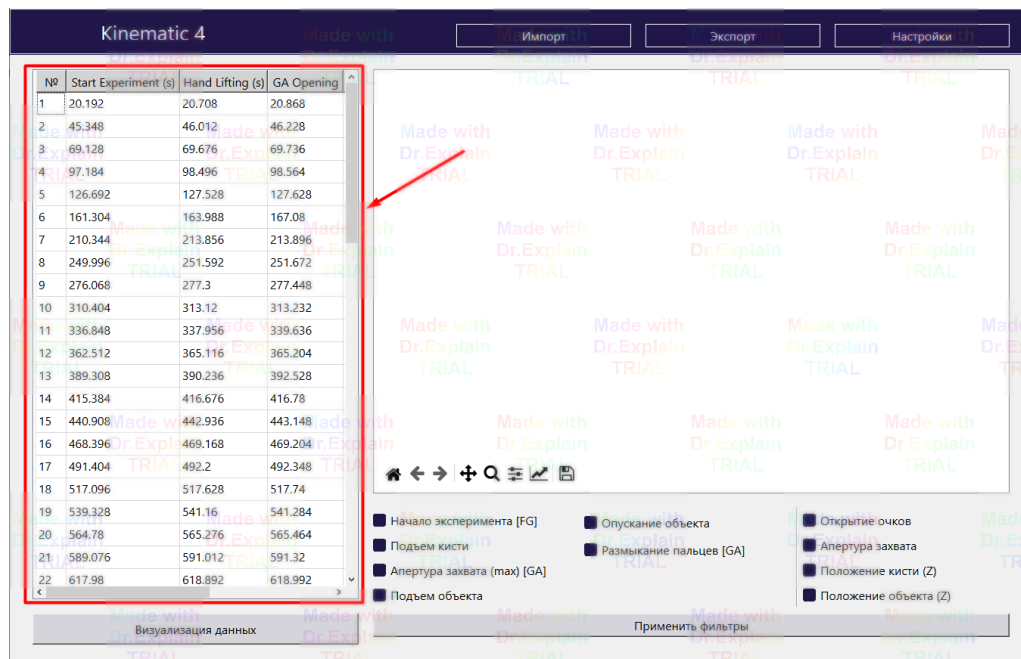 Kinematic 4
Импорт
Экспорт
Настройки
№ Start Experiment (s) Hand Lifting (s) GA Opening
1 20.192 20.708 20.868
2 45.348 46.012 46.228
3 69.128 69.676 69.736
4 97.184 98.496 98.564
5 126.692 127.528 127.628
6 161.304 163.988 167.08
7 210.344 213.856 213.896
8 249.996 251.592 251.672
9 276.068 277.3 277.448
10 310.404 313.12 313.232
11 336.848 337.956 339.636
12 362.512 365.116 365.204
13 389.308 390.236 392.528
14 415.384 416.676 416.78
15 440.908 442.936 443.148
16 468.396 469.168 469.204
17 491.404 492.2 492.348
18 517.096 517.628 517.74
19 539.328 541.16 541.284
20 564.78 565.276 565.464
21 589.076 591.012 591.32
22 617.98 618.892 618.992
Визуализация данных
Начало эксперимента [FG]
Подъем кисти
Апертура захвата (max) [GA]
Подъем объекта
Опускание объекта
Размыкание пальцев [GA]
Открытие очков
Апертура захвата
Положение кисти (Z)
Положение объекта (Z)
Применить фильтры
Made with
Dr.Explain
TRIAL